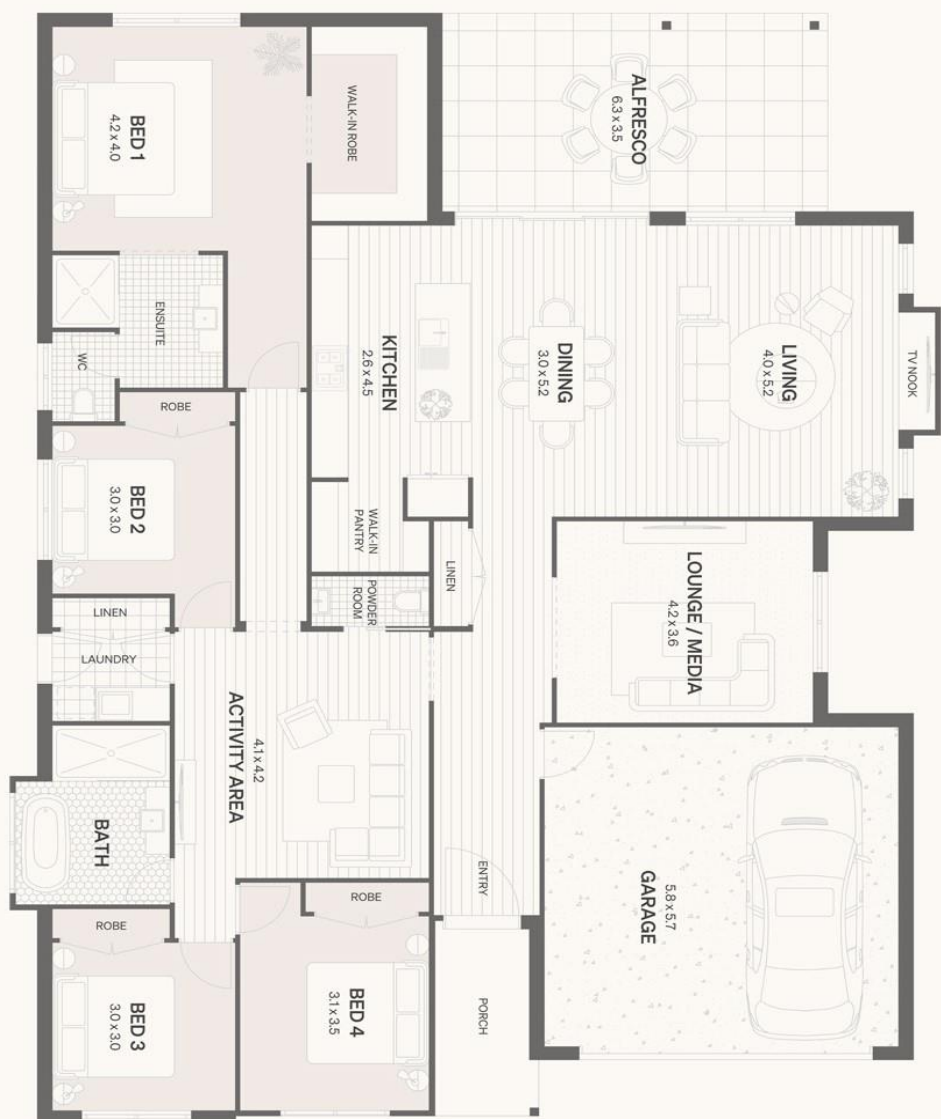 ALFRESCO
6.3 x 3.5
WALK-IN ROBE
BED 1
4.2 x 4.0
ENSUITE
WC
KITCHEN
2.6 x 4.5
DINING
3.0 x 5.2
LIVING
4.0 x 5.2
TV NOOK
ROBE
BED 2
3.0 x 3.0
WALK-IN
PANTRY
LINEN
POWDER
ROOM
LOUNGE / MEDIA
4.2 x 3.6
LINEN
LAUNDRY
ACTIVITY AREA
4.1 x 4.2
BATH
ENTRY
GARAGE
5.8 x 5.7
ROBE
ROBE
BED 3
3.0 x 3.0
BED 4
3.1 x 3.5
PORCH